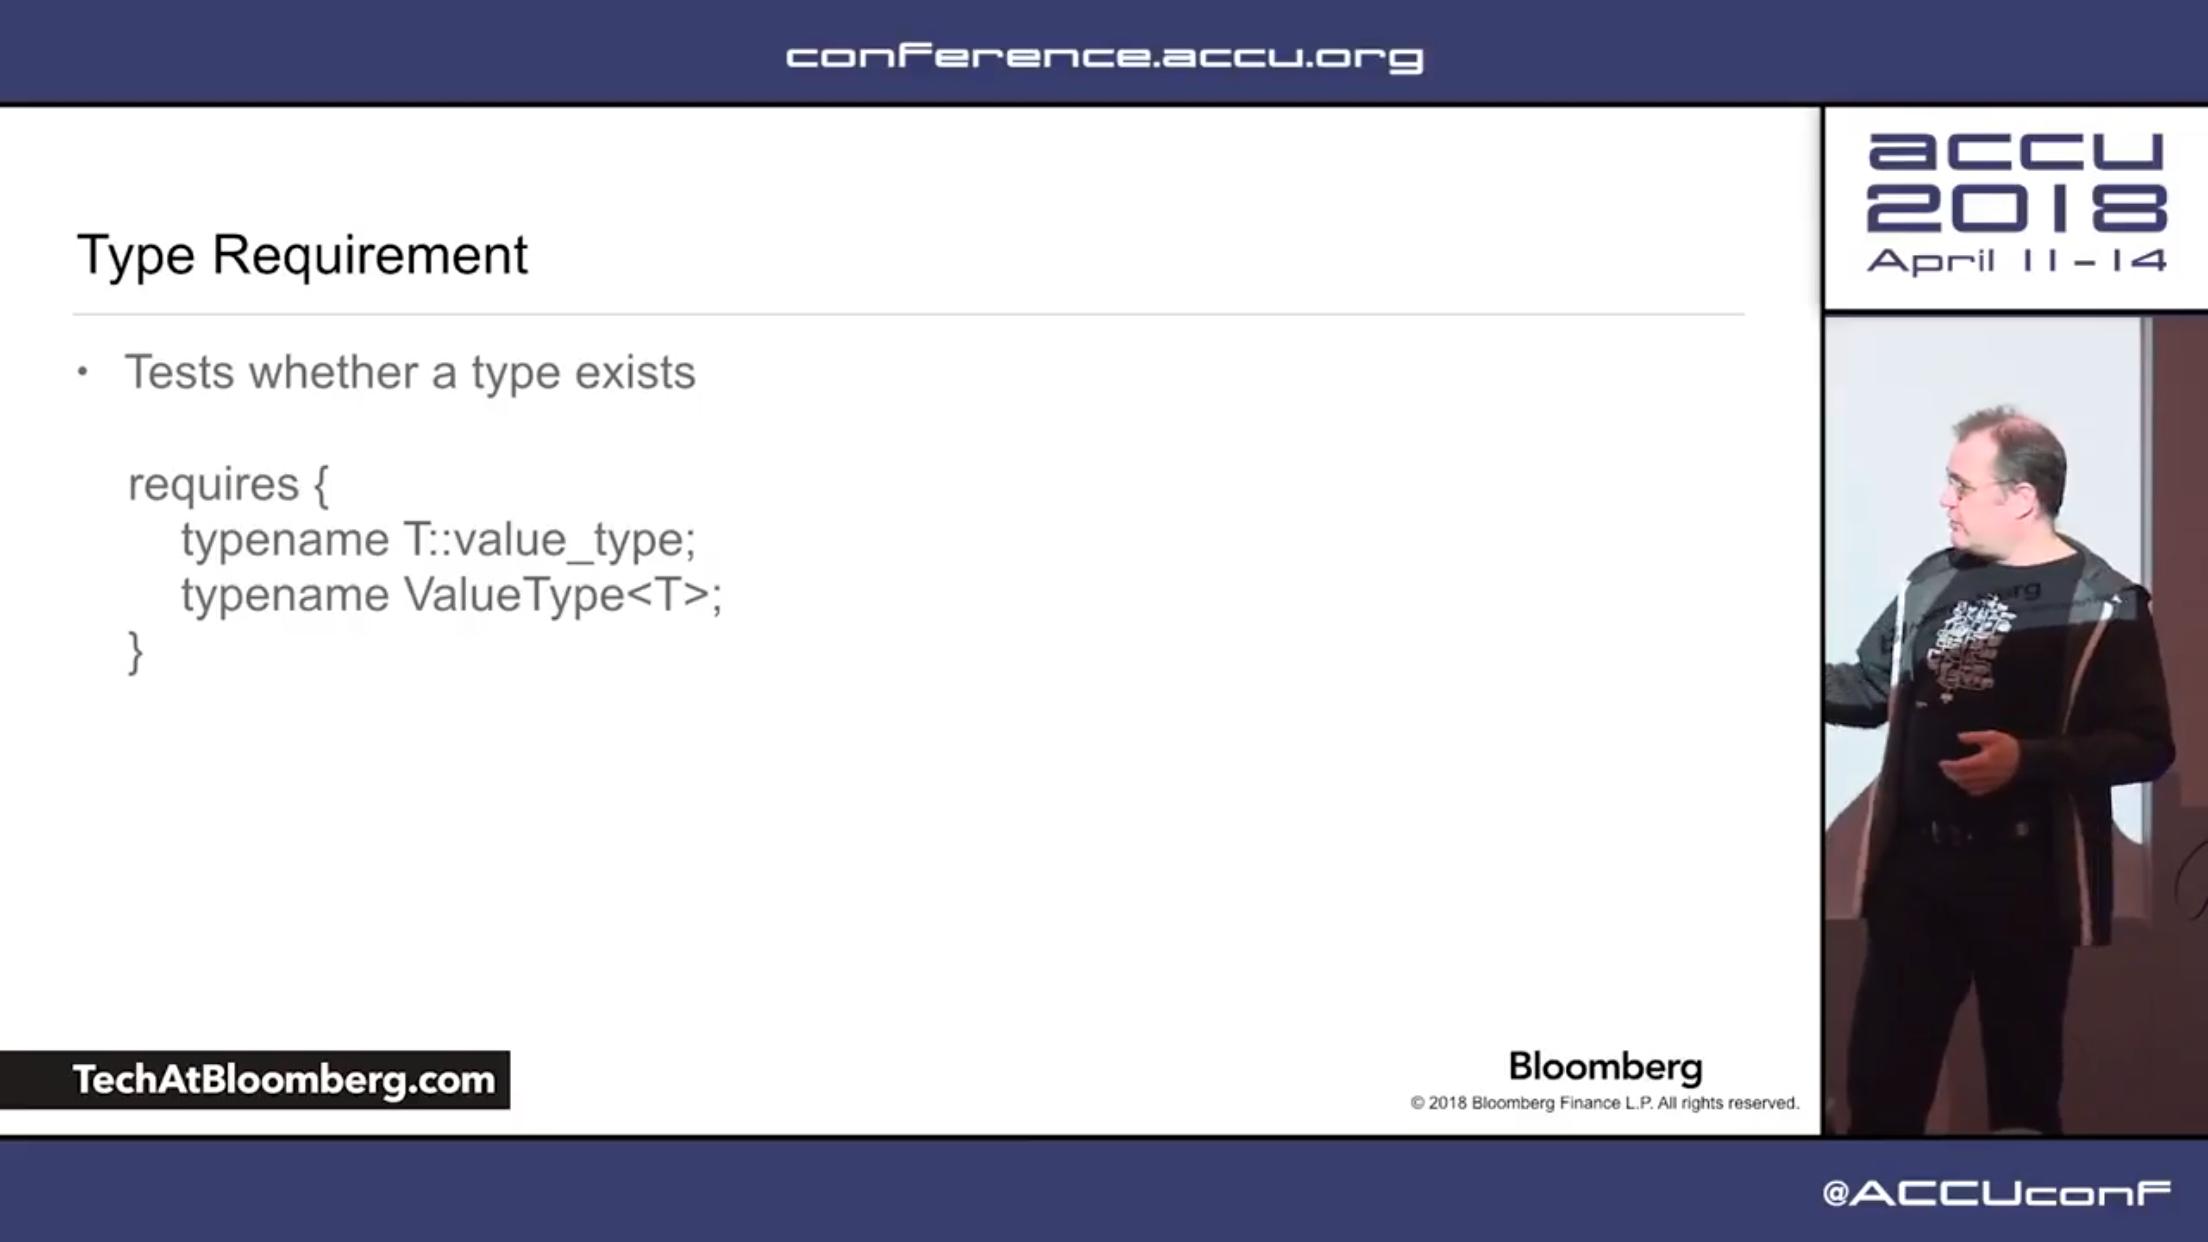 conference.accu.org
accu
2018
April 11-14
Type Requirement
• Tests whether a type exists
requires {
typename T::value_type;
typename ValueType<T>;
}
TechAtBloomberg.com
Bloomberg
© 2018 Bloomberg Finance L.P. All rights reserved.
@ACCUconf